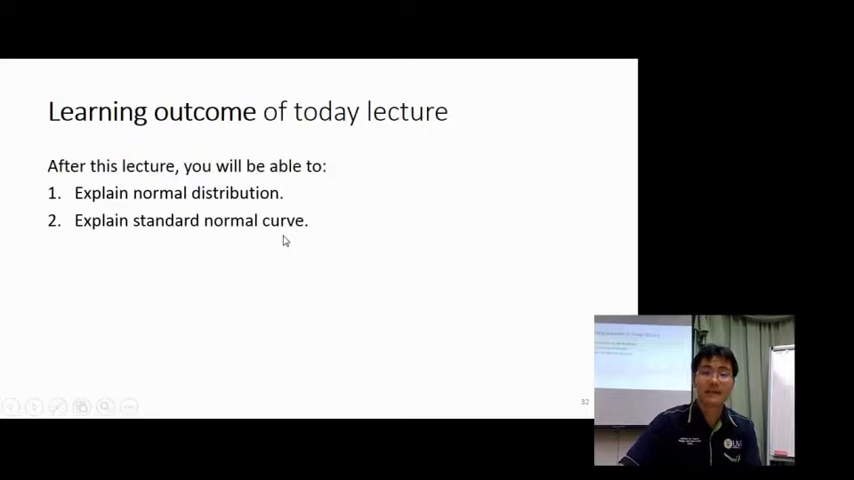 Learning outcome of today lecture
After this lecture, you will be able to:
1. Explain normal distribution.
2. Explain standard normal curve.
32